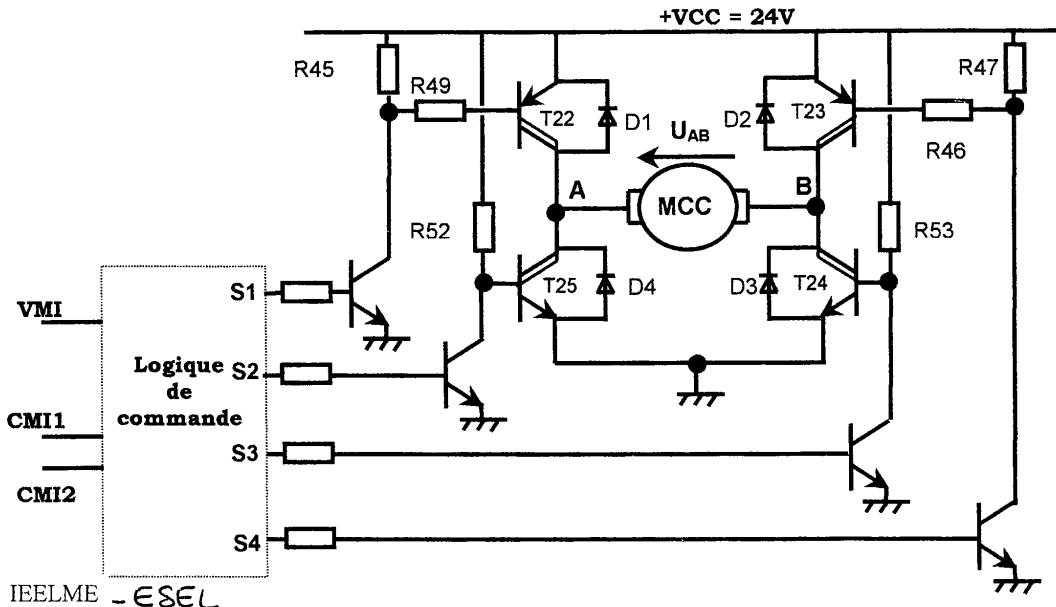 +VCC = 24V
R45
R49
T22
D1
D2
T23
R47
R46
UAB
A
B
MCC
R52
R53
T25
D4
D3
T24
VMI
CMI1
CMI2
Logique
de
commande
S1
S2
S3
S4
IEELME - ESEL